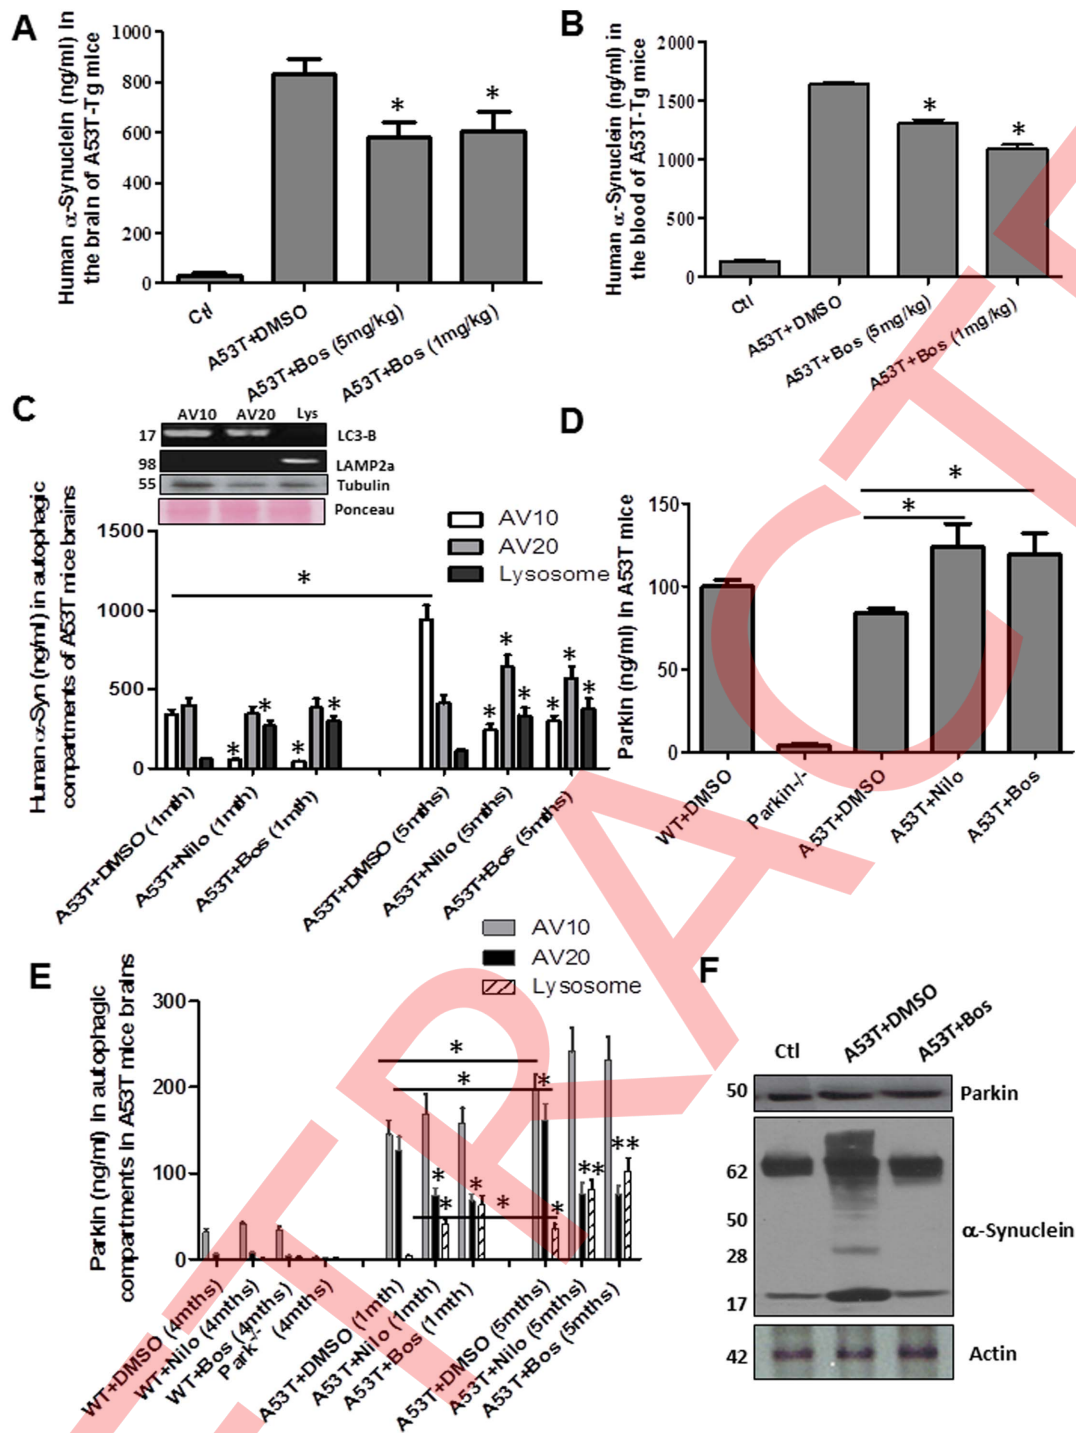 A
Human α-Synuclein (ng/ml) in
the brain of A53T-Tg mice
1000
800
600
400
200
0
*
*
Ctl
A53T+DMSO
A53T+Bos (5mg/kg)
A53T+Bos (1mg/kg)
B
Human α-Synuclein (ng/ml) in
the blood of A53T-Tg mice
2000
1500
1000
500
0
*
*
Ctl
A53T+DMSO
A53T+Bos (5mg/kg)
A53T+Bos (1mg/kg)
C
AV10 AV20 Lys
17 LC3-B
98 LAMP2a
55 Tubulin
Ponceau
Human α-Syn (ng/ml) in autophagic
compartments of A53T mice brains
1500
1000
500
0
AV10
AV20
Lysosome
*
* * * *
* * * * * *
A53T+DMSO (1mth)
A53T+Nilo (1mth)
A53T+Bos (1mth)
A53T+DMSO (5mths)
A53T+Nilo (5mths)
A53T+Bos (5mths)
D
Parkin (ng/ml) in A53T mice
150
100
50
0
*
*
WT+DMSO
Parkin-/-
A53T+DMSO
A53T+Nilo
A53T+Bos
E
Parkin (ng/ml) in autophagic
compartments in A53T mice brains
300
200
100
0
AV10
AV20
Lysosome
*
* *
* * * * *
** **
WT+DMSO (4mths)
WT+Nilo (4mths)
WT+Bos (4mths)
Park-/- (4mths)
A53T+DMSO (1mth)
A53T+Nilo (1mth)
A53T+Bos (1mth)
A53T+DMSO (5mths)
A53T+Nilo (5mths)
A53T+Bos (5mths)
F
Ctl A53T+DMSO A53T+Bos
50 Parkin
62
50
α-Synuclein
28
17
42 Actin